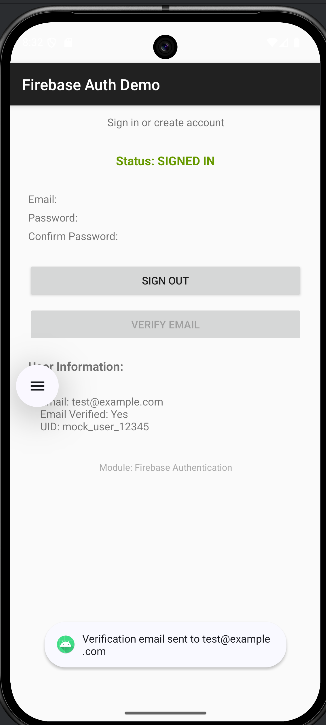 Firebase Auth Demo
Sign in or create account
Status: SIGNED IN
Email:
Password:
Confirm Password:
SIGN OUT
VERIFY EMAIL
User Information:
Email: test@example.com
Email Verified: Yes
UID: mock_user_12345
Module: Firebase Authentication
Verification email sent to test@example
.com